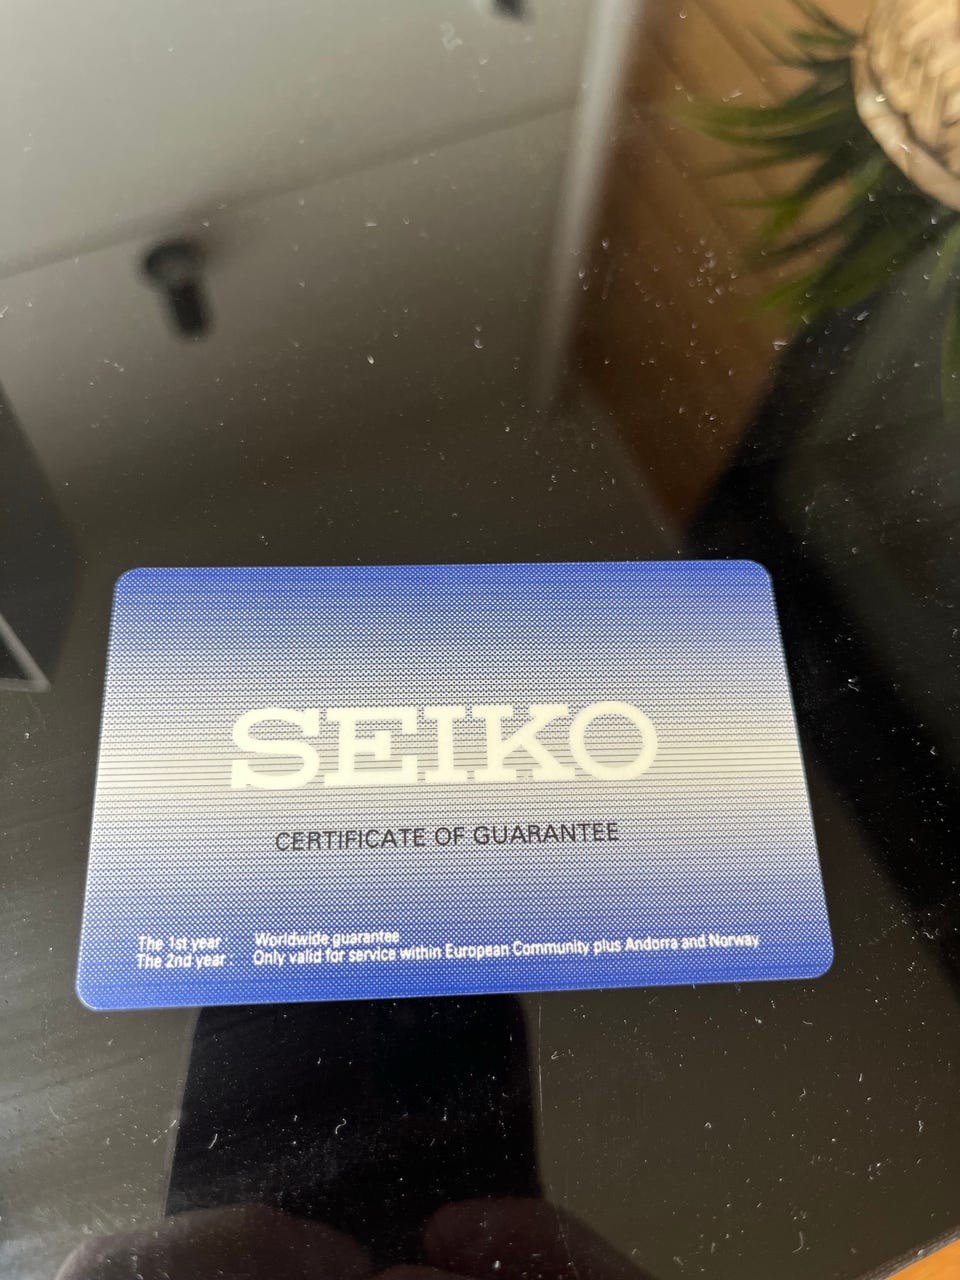 SEIKO
CERTIFICATE OF GUARANTEE
The 1st year Worldwide guarantee
The 2nd year Only valid for service within European Community plus Andorra and Norway